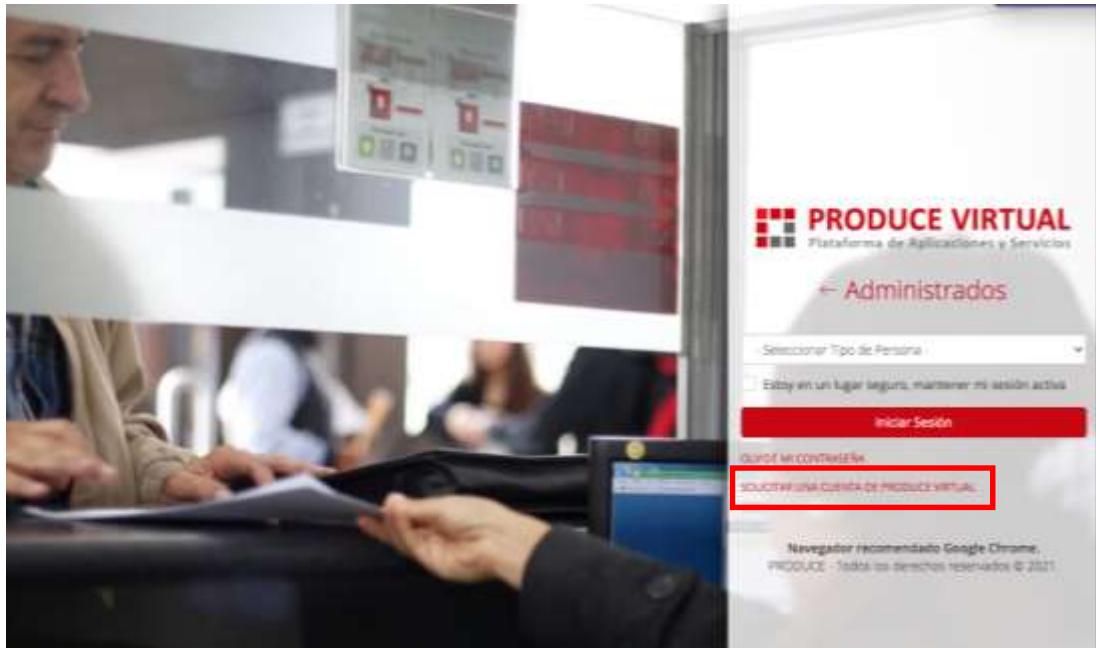 PRODUCE VIRTUAL
Plataforma de Aplicaciones y Servicios
← Administrados
- Seleccionar Tipo de Persona -
Estoy en un lugar seguro, mantener mi sesión activa
Iniciar Sesión
OLVIDÉ MI CONTRASEÑA
SOLICITAR UNA CUENTA DE PRODUCE VIRTUAL
Navegador recomendado Google Chrome.
PRODUCE - Todos los derechos reservados © 2021